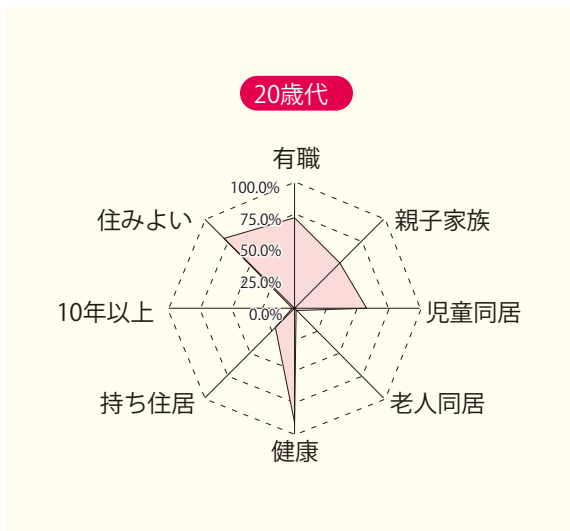 20歳代
有職
100.0%
住みよい
75.0%
親子家族
50.0%
25.0%
10年以上
0.0%
児童同居
持ち住居
老人同居
健康